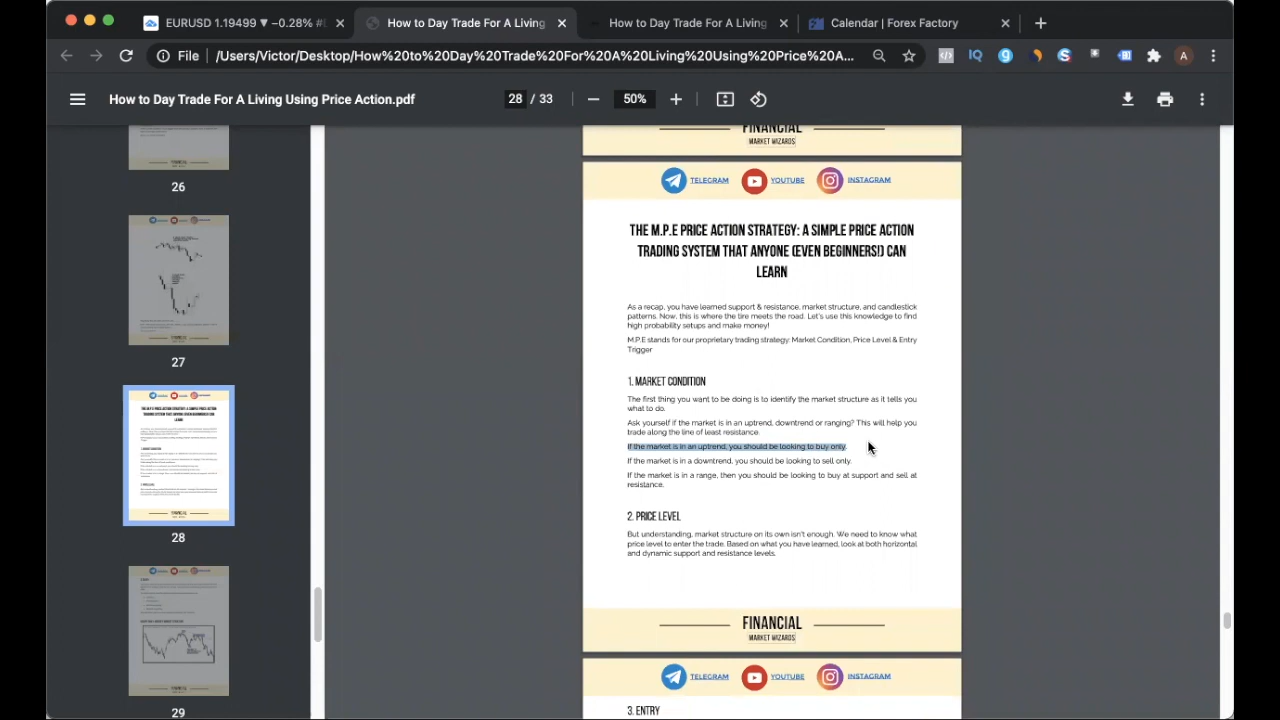 EURUSD 1.19499 ▼ −0.28%
How to Day Trade For A Living
How to Day Trade For A Living
Calendar | Forex Factory
File
/Users/Victor/Desktop/How%20to%20Day%20Trade%20For%20A%20Living%20Using%20Price%20A...
A
How to Day Trade For A Living Using Price Action.pdf
28 / 33
50%
26
27
28
29
FINANCIAL
MARKET WIZARDS
TELEGRAM
YOUTUBE
INSTAGRAM
THE M.P.E PRICE ACTION STRATEGY: A SIMPLE PRICE ACTION
TRADING SYSTEM THAT ANYONE (EVEN BEGINNERS!) CAN
LEARN
As a recap, you have learned support & resistance, market structure, and candlestick
patterns. Now, this is where the tire meets the road. Let's use this knowledge to find
high probability setups and make money!
M.P.E stands for our proprietary trading strategy: Market Condition, Price Level & Entry
Trigger
1. MARKET CONDITION
The first thing you want to be doing is to identify the market structure as it tells you
what to do.
Ask yourself if the market is in an uptrend, downtrend or ranging? This will help you
trade along the line of least resistance.
If the market is in an uptrend, you should be looking to buy only.
If the market is in a downtrend, you should be looking to sell only.
If the market is in a range, then you should be looking to buy at support and sell at
resistance.
2. PRICE LEVEL
But understanding, market structure on its own isn't enough. We need to know what
price level to enter the trade. Based on what you have learned, look at both horizontal
and dynamic support and resistance levels.
FINANCIAL
MARKET WIZARDS
TELEGRAM
YOUTUBE
INSTAGRAM
3. ENTRY